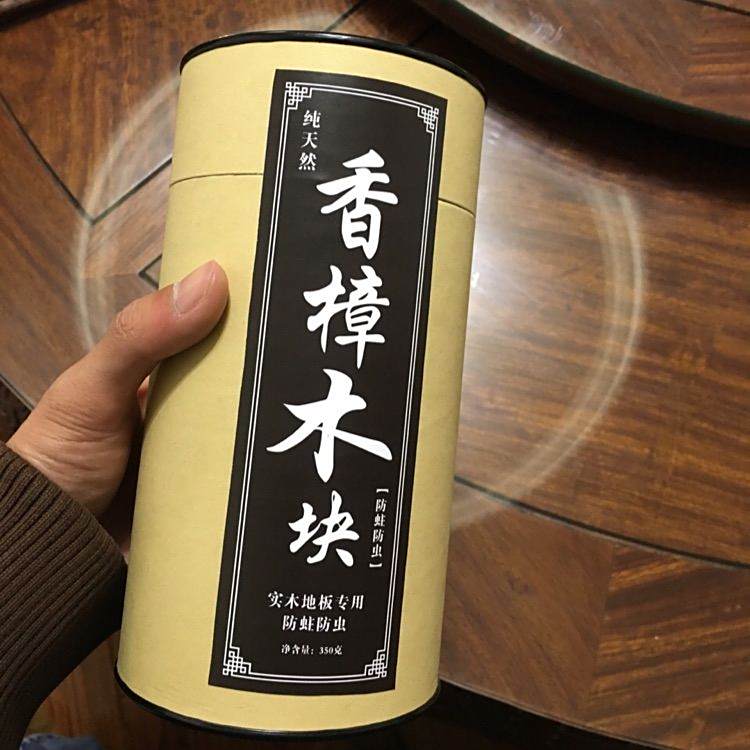 纯天然
香樟木块
【防蛀防虫】
实木地板专用
防蛀防虫
净含量：350克